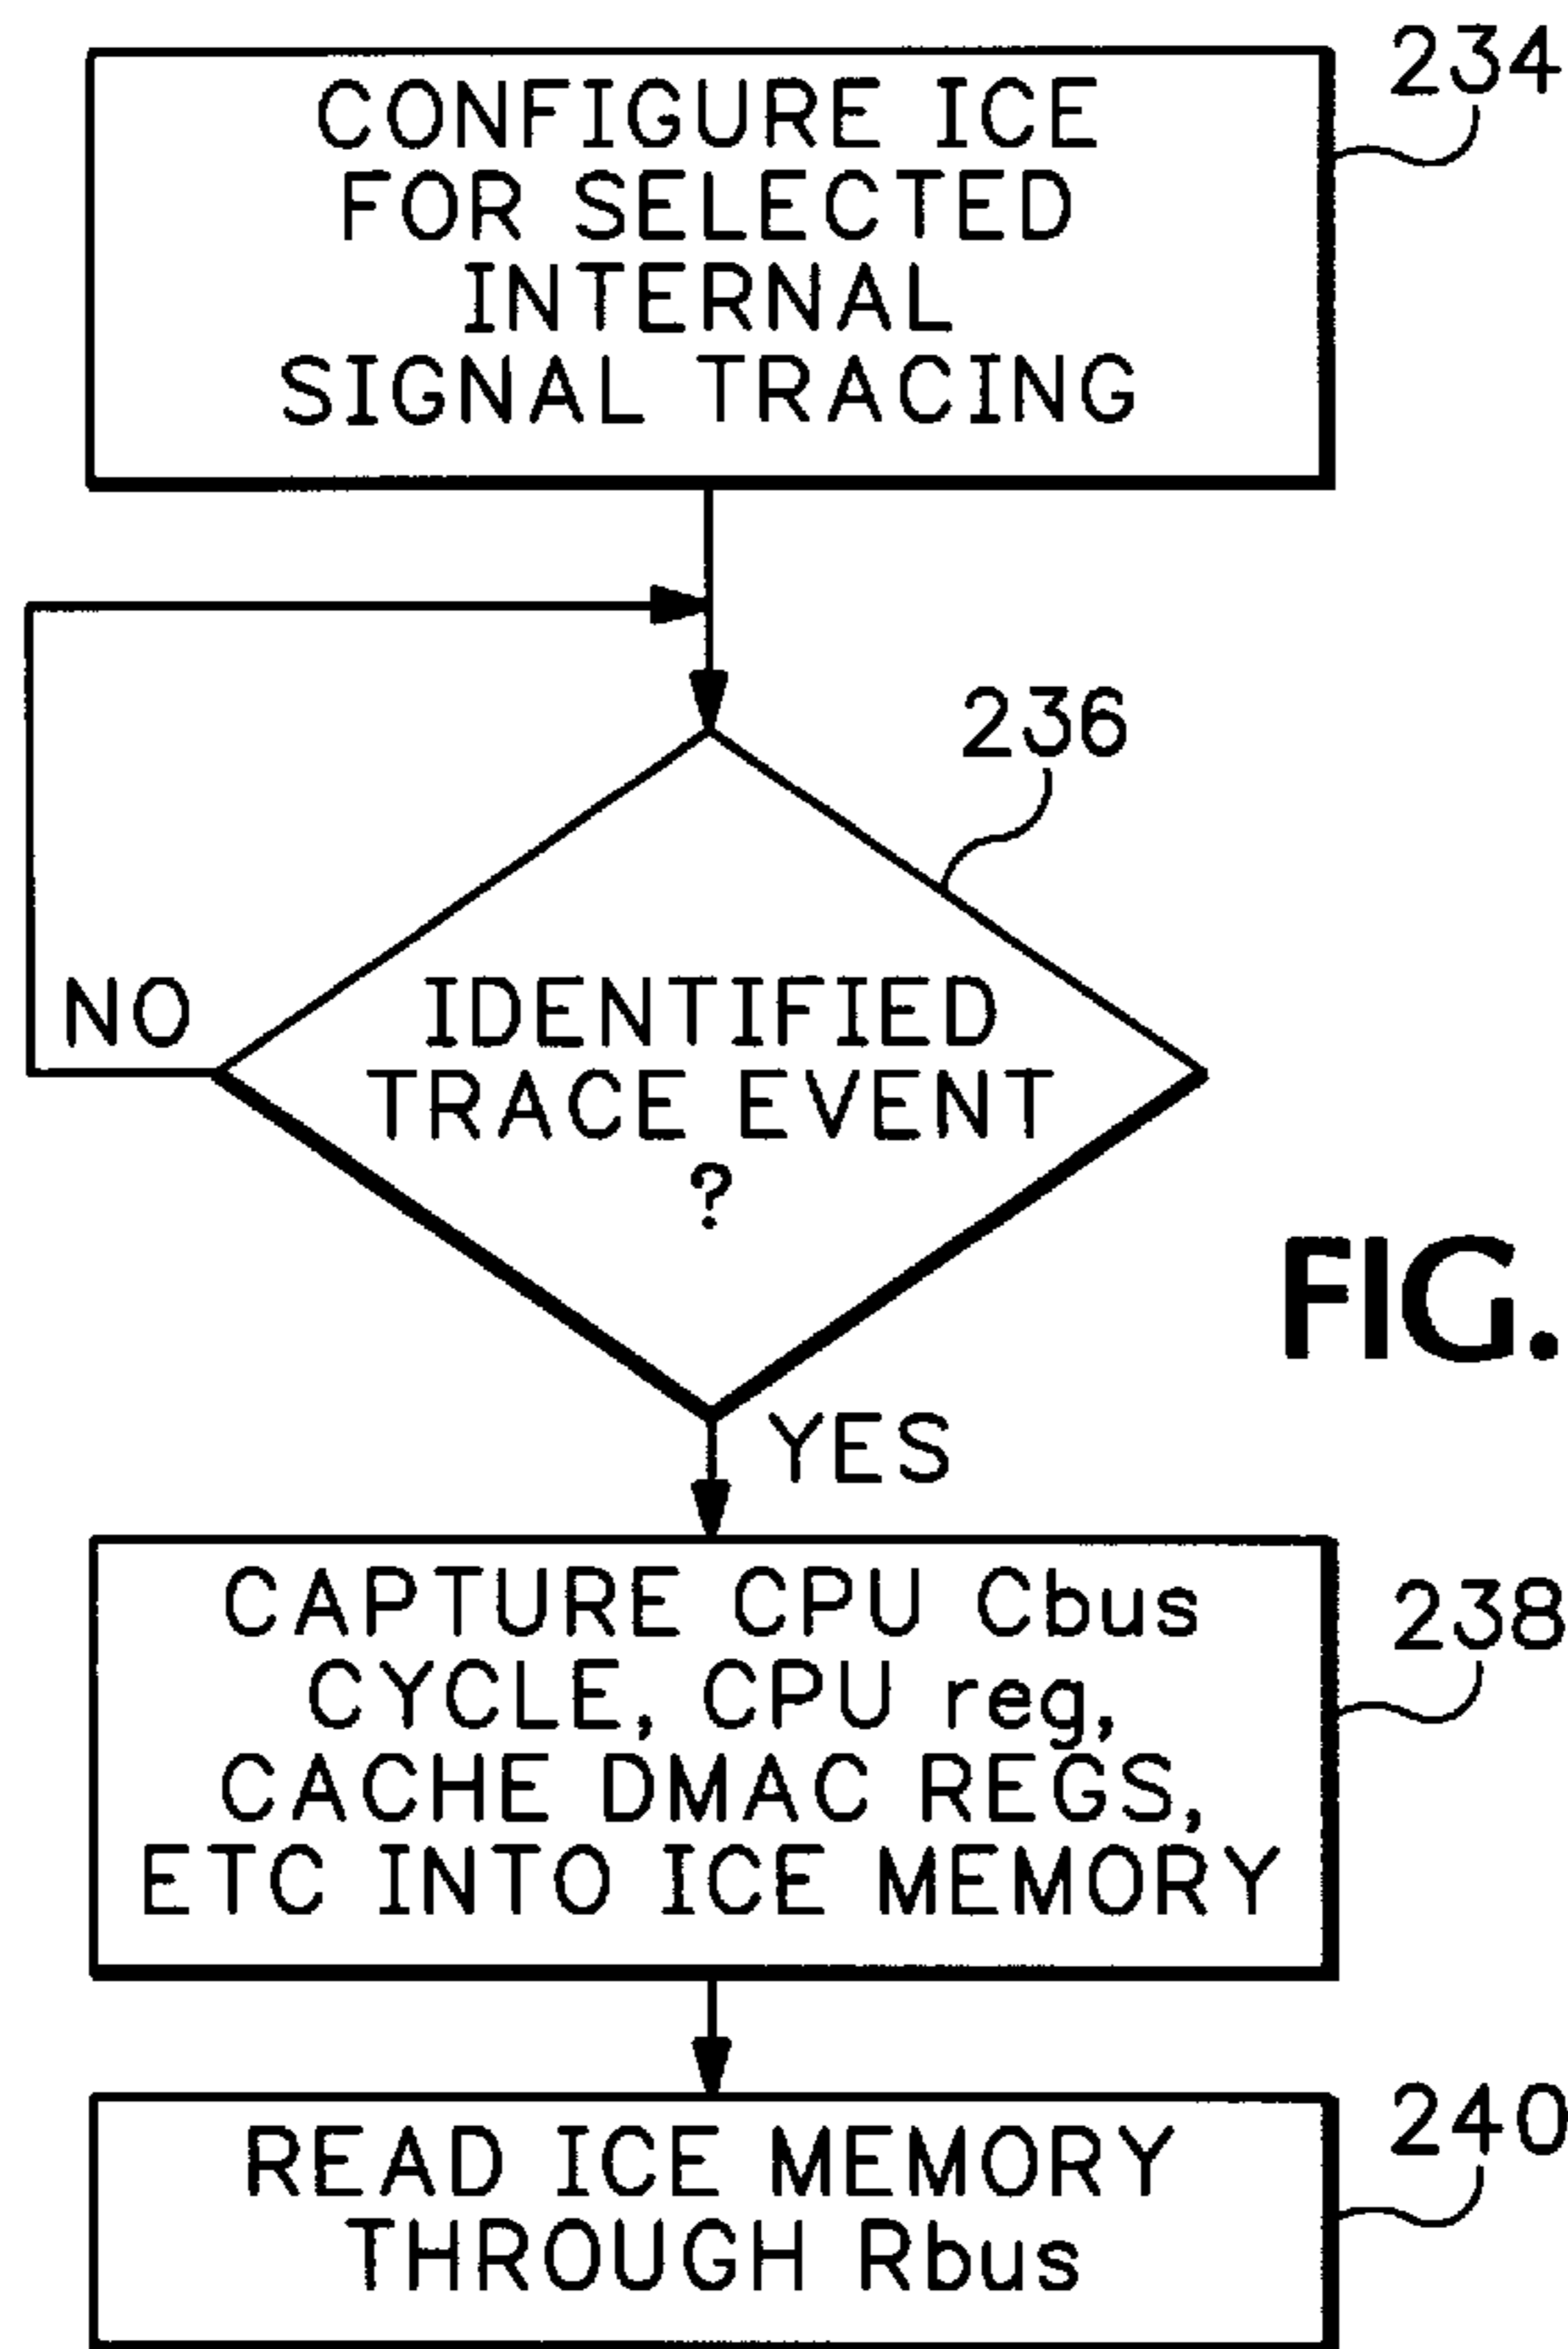 234
CONFIGURE ICE
FOR SELECTED
INTERNAL
SIGNAL TRACING
236
NO
IDENTIFIED
TRACE EVENT
?
FIG.
YES
238
CAPTURE CPU Cbus
CYCLE, CPU reg,
CACHE DMAC REGS,
ETC INTO ICE MEMORY
240
READ ICE MEMORY
THROUGH Rbus